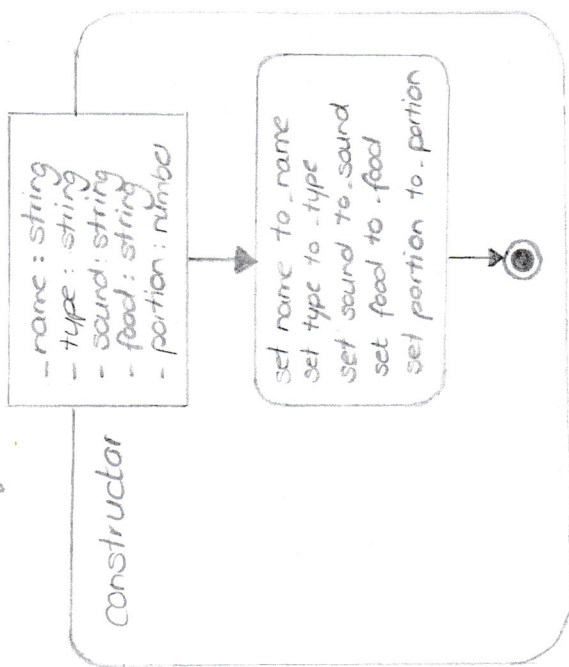 constructor
- name : string
- type : string
- sound : string
- food : string
- portion : number
set name to _name
set type to _type
set sound to _sound
set food to _food
set portion to _portion